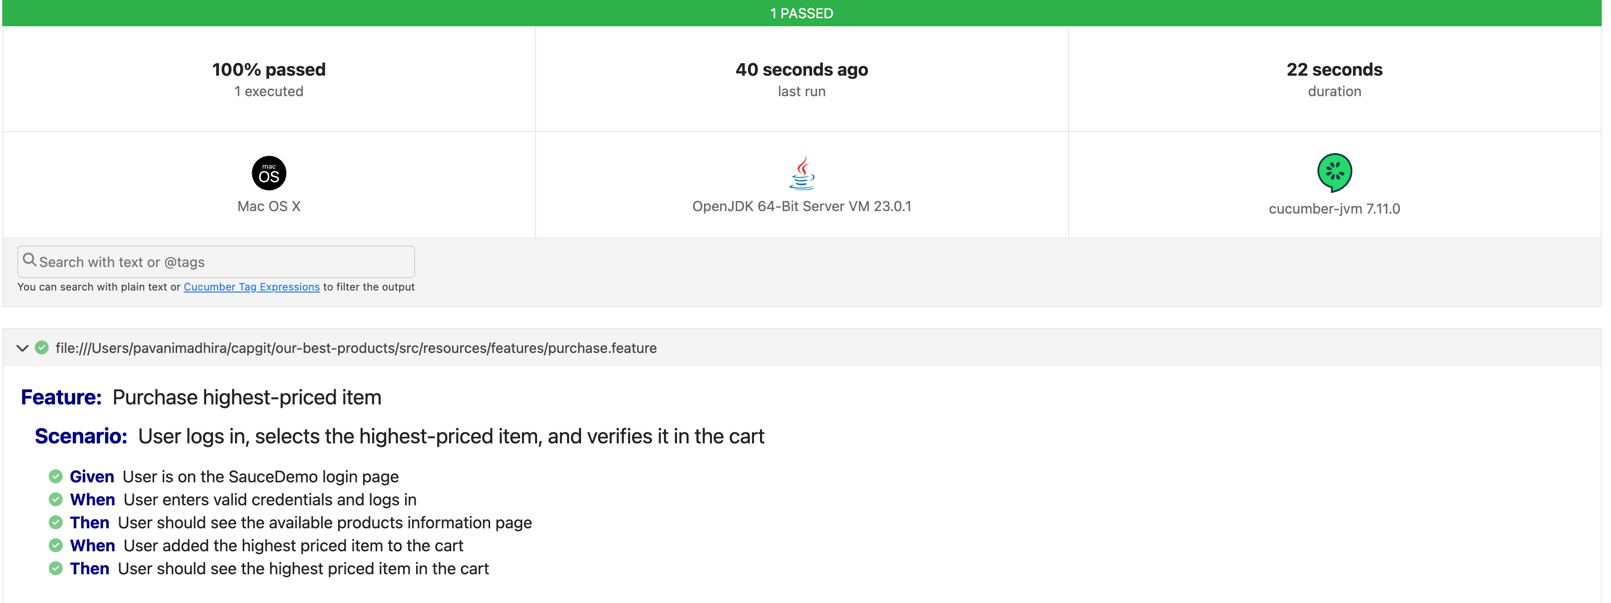 1 PASSED
100% passed
1 executed
40 seconds ago
last run
22 seconds
duration
mac
OS
Mac OS X
OpenJDK 64-Bit Server VM 23.0.1
cucumber-jvm 7.11.0
Search with text or @tags
You can search with plain text or Cucumber Tag Expressions to filter the output
file:///Users/pavanimadhira/capgit/our-best-products/src/resources/features/purchase.feature
Feature: Purchase highest-priced item
Scenario: User logs in, selects the highest-priced item, and verifies it in the cart
Given User is on the SauceDemo login page
When User enters valid credentials and logs in
Then User should see the available products information page
When User added the highest priced item to the cart
Then User should see the highest priced item in the cart